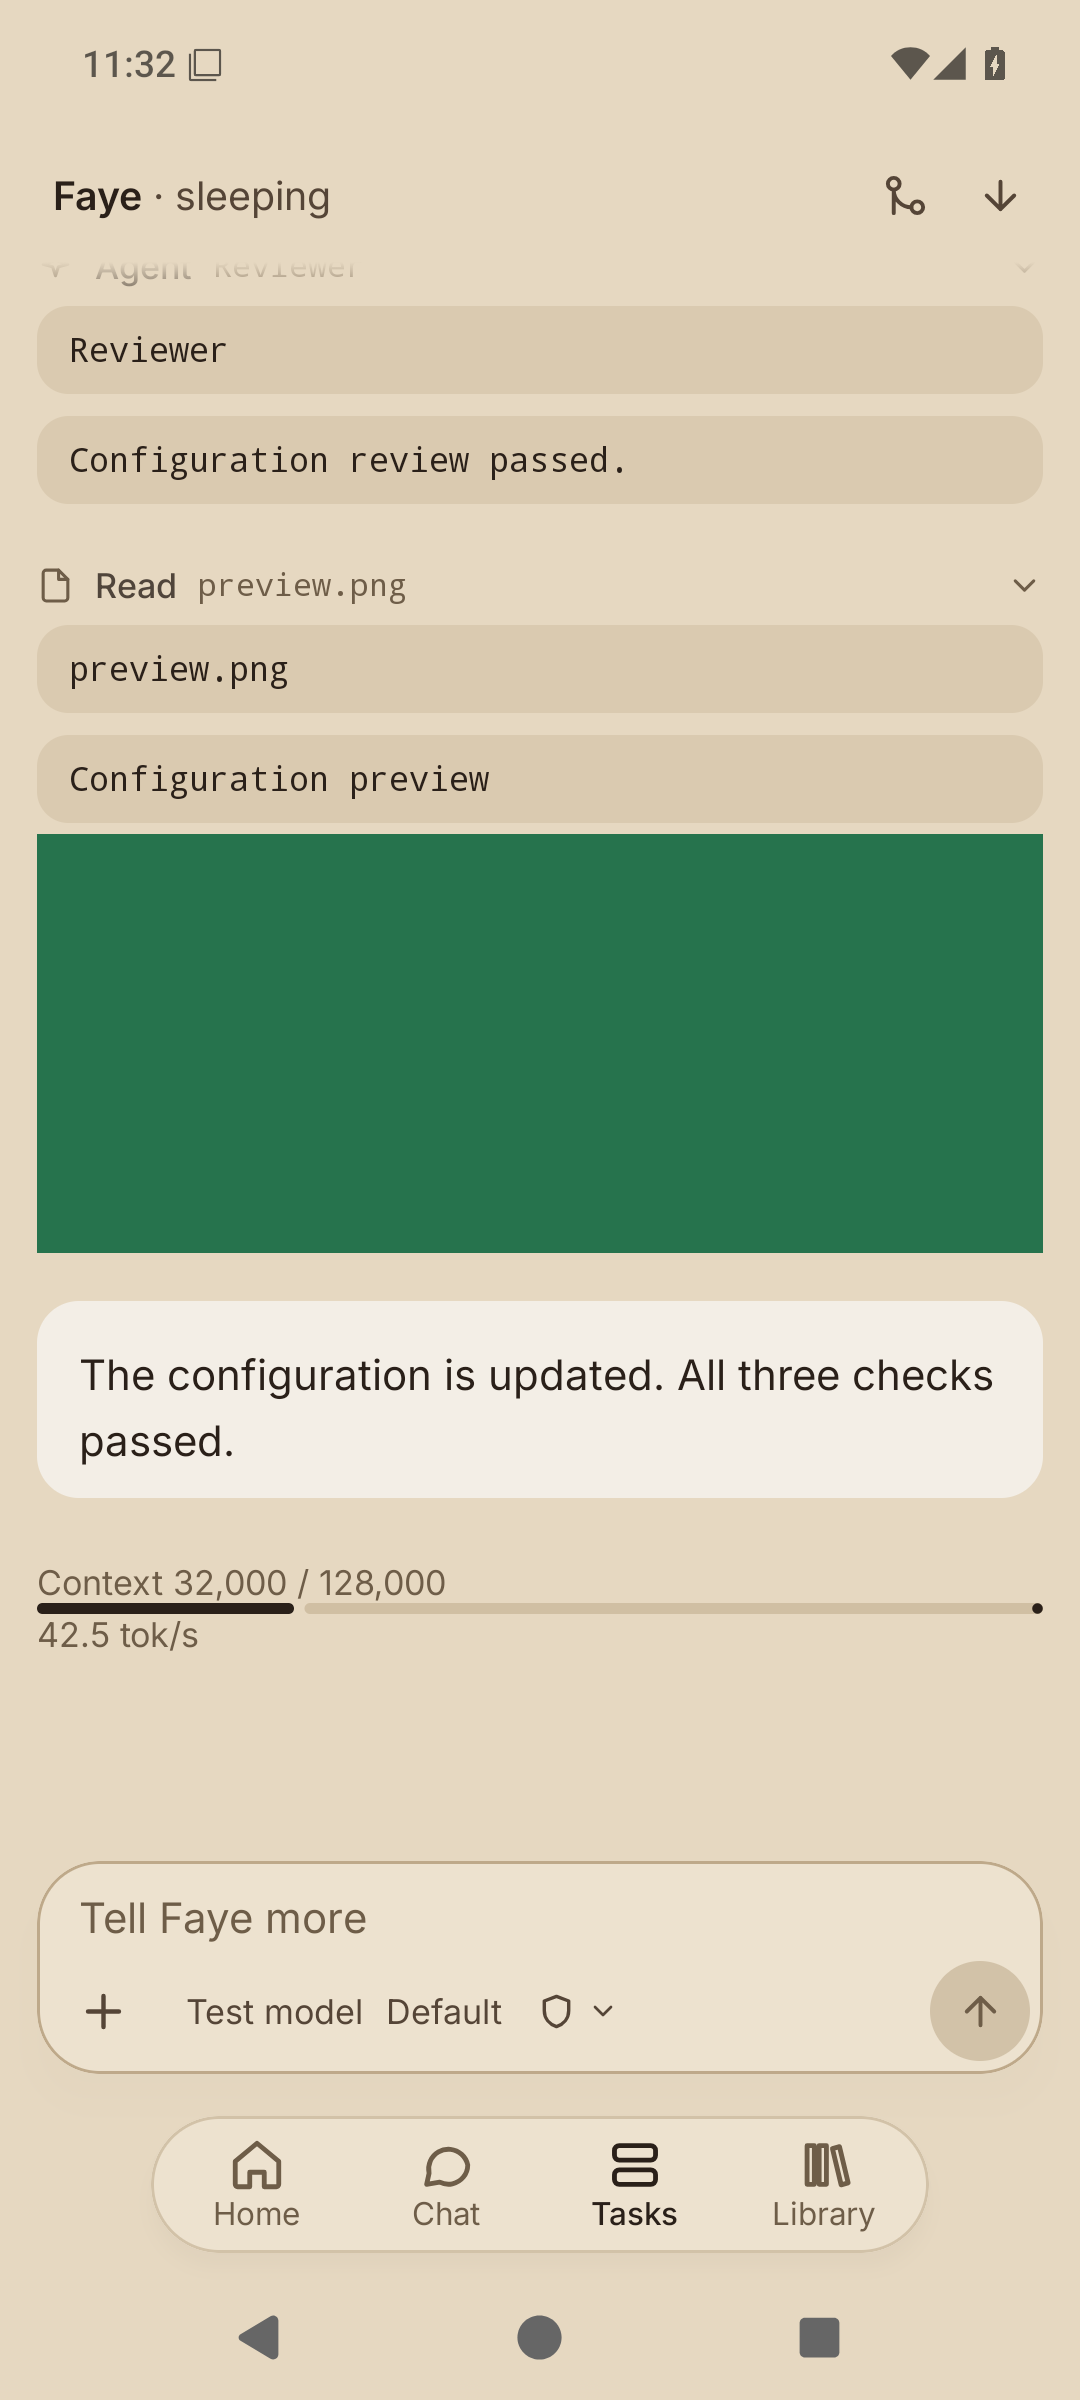 11:32
Faye · sleeping
Agent Reviewer
Reviewer
Configuration review passed.
Read preview.png
preview.png
Configuration preview
The configuration is updated. All three checks
passed.
Context 32,000 / 128,000
42.5 tok/s
Tell Faye more
Test model Default
Home Chat Tasks Library